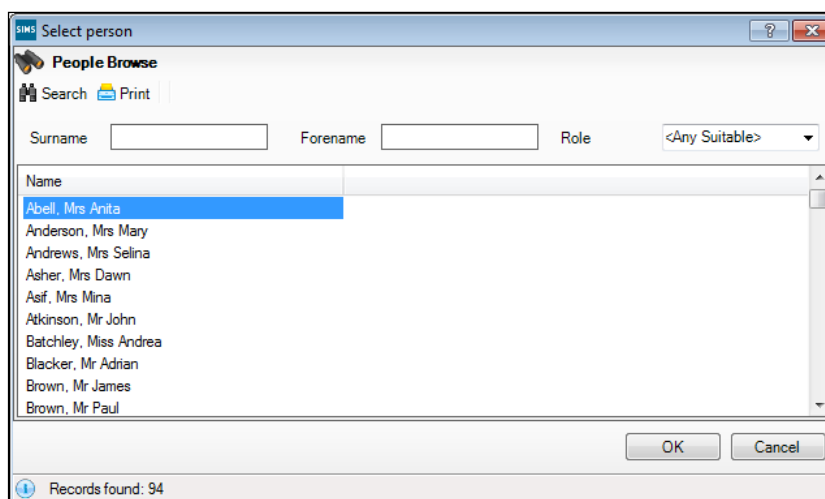 SIMS Select person
People Browse
Search Print
Surname Forename Role <Any Suitable>
Name
Abell, Mrs Anita
Anderson, Mrs Mary
Andrews, Mrs Selina
Asher, Mrs Dawn
Asif, Mrs Mina
Atkinson, Mr John
Batchley, Miss Andrea
Blacker, Mr Adrian
Brown, Mr James
Brown, Mr Paul
OK Cancel
Records found: 94